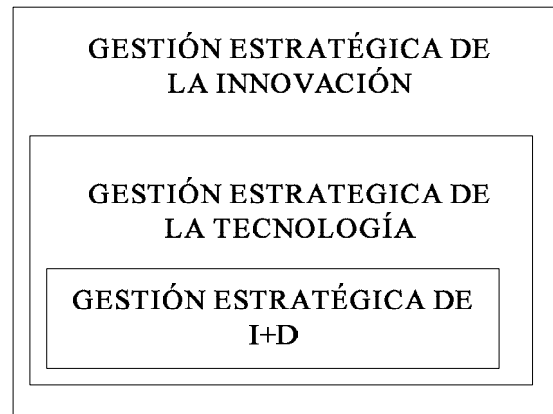 GESTIÓN ESTRATÉGICA DE
LA INNOVACIÓN
GESTIÓN ESTRATEGICA DE
LA TECNOLOGÍA
GESTIÓN ESTRATÉGICA DE
I+D